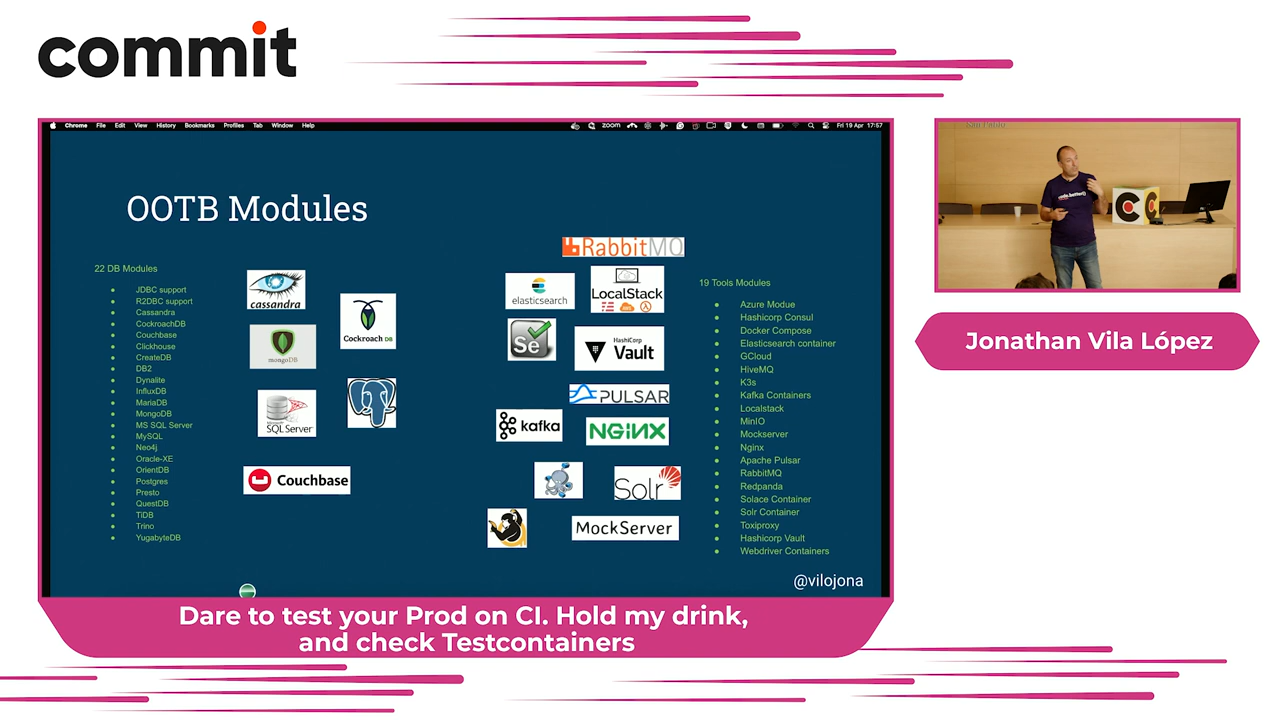 commit
Chrome File Edit View History Bookmarks Profiles Tab Window Help
zoom
Fri 19 Apr 17:57
OOTB Modules
22 DB Modules
JDBC support
R2DBC support
Cassandra
CockroachDB
Couchbase
Clickhouse
CreateDB
DB2
Dynalite
InfluxDB
MariaDB
MongoDB
MS SQL Server
MySQL
Neo4j
Oracle-XE
OrientDB
Postgres
Presto
QuestDB
TiDB
Trino
YugabyteDB
cassandra
Cockroach DB
mongoDB
SQL Server
Couchbase
RabbitMQ
elasticsearch
LocalStack
Se
HashiCorp
Vault
PULSAR
kafka
NGINX
Solr
MockServer
19 Tools Modules
Azure Modue
Hashicorp Consul
Docker Compose
Elasticsearch container
GCloud
HiveMQ
K3s
Kafka Containers
Localstack
MinIO
Mockserver
Nginx
Apache Pulsar
RabbitMQ
Redpanda
Solace Container
Solr Container
Toxiproxy
Hashicorp Vault
Webdriver Containers
@vilojona
San Pablo
Jonathan Vila López
Dare to test your Prod on CI. Hold my drink,
and check Testcontainers